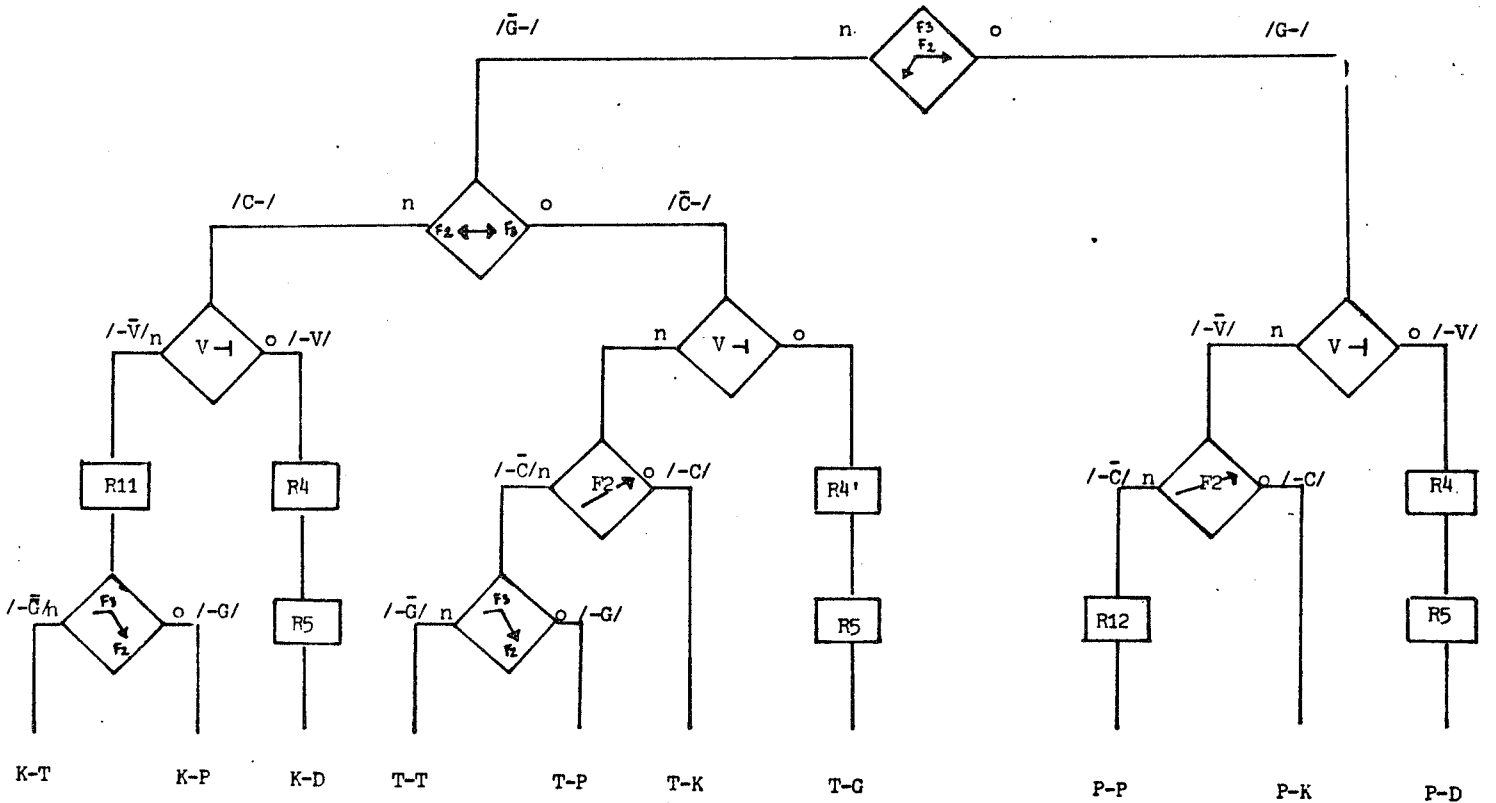 /Ḡ-/ n F3 o /G-/
F2
/C-/ n o /C̄-/
F2 F3
/-V̄/ n V o /-V/
n V o
/-V̄/ n V o /-V/
R11 R4
/-C̄/ n F2 o /-C/
R4'
/-C̄/ n F2 o /-C/
R4
/-Ḡ/ n F3 o /-G/
F2
R5
/-Ḡ/ n F3 o /-G/
F2
R5
R12
R5
K-T K-P K-D T-T T-P T-K T-G P-P P-K P-D